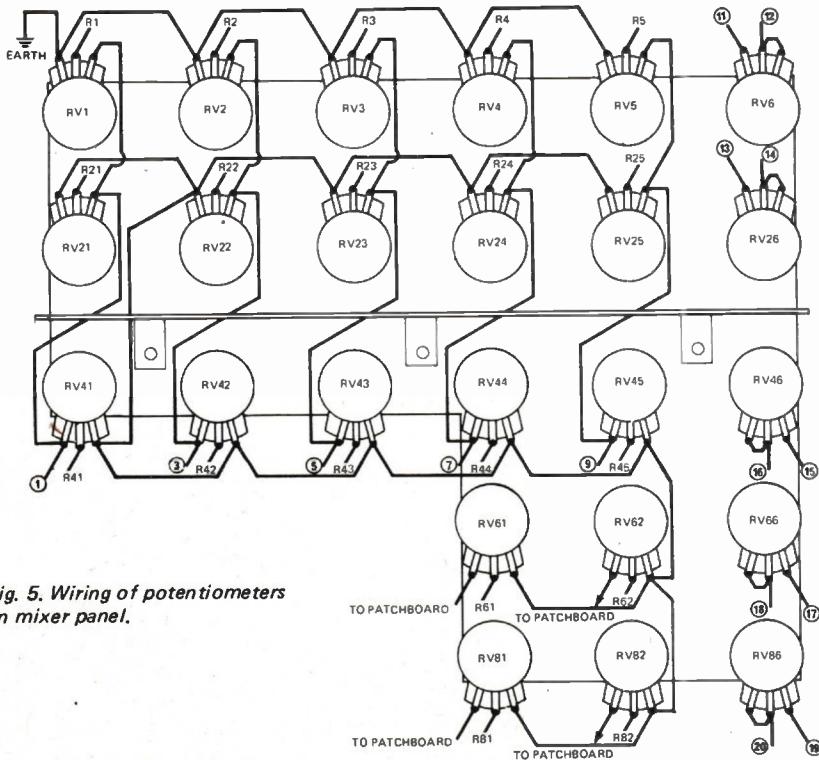 R1 R2 R3 R4 R5 11 12
EARTH
RV1 RV2 RV3 RV4 RV5 RV6
R21 R22 R23 R24 R25 13 14
RV21 RV22 RV23 RV24 RV25 RV26
RV41 RV42 RV43 RV44 RV45 RV46
1 R41 3 R42 5 R43 7 R44 9 R45 16 15
RV61 RV62 RV66
ig. 5. Wiring of potentiometers
n mixer panel.
TO PATCHBOARD R61 TO PATCHBOARD R62 18 17
RV81 RV82 RV86
TO PATCHBOARD R81 TO PATCHBOARD R82 20 19